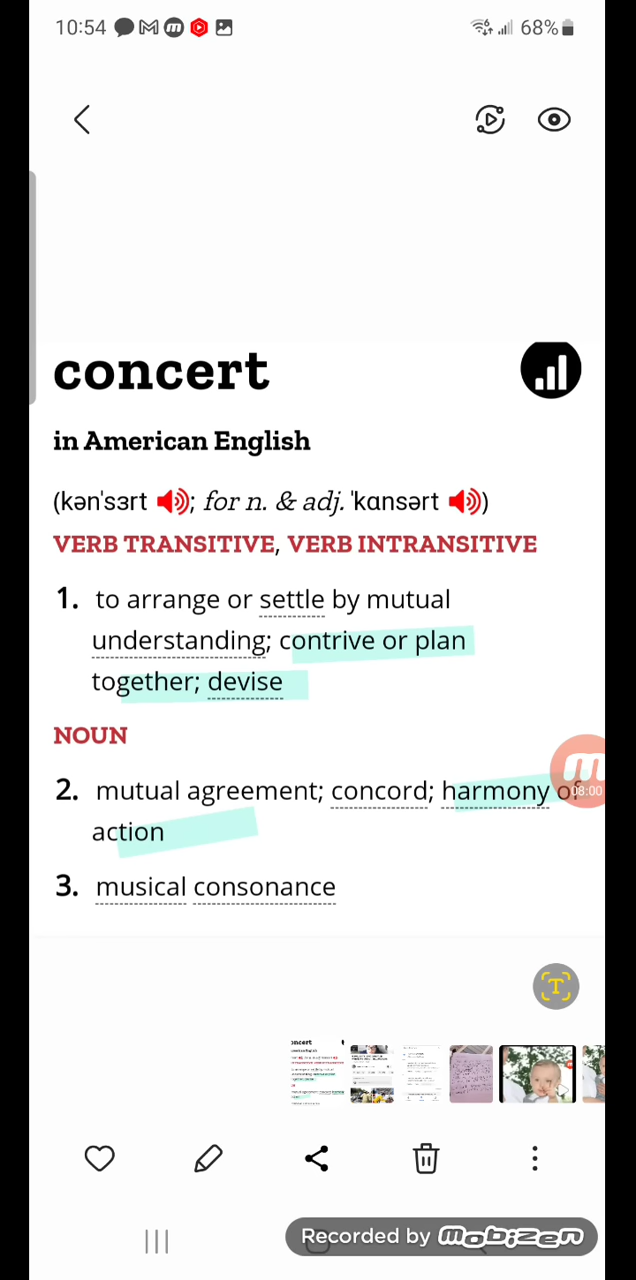 10:54 68%
concert
in American English
(kən'sɜrt ; for n. & adj. 'kɑnsərt )
VERB TRANSITIVE, VERB INTRANSITIVE
1. to arrange or settle by mutual
understanding; contrive or plan
together; devise
NOUN
2. mutual agreement; concord; harmony of
08:00
action
3. musical consonance
T
Recorded by mobizen